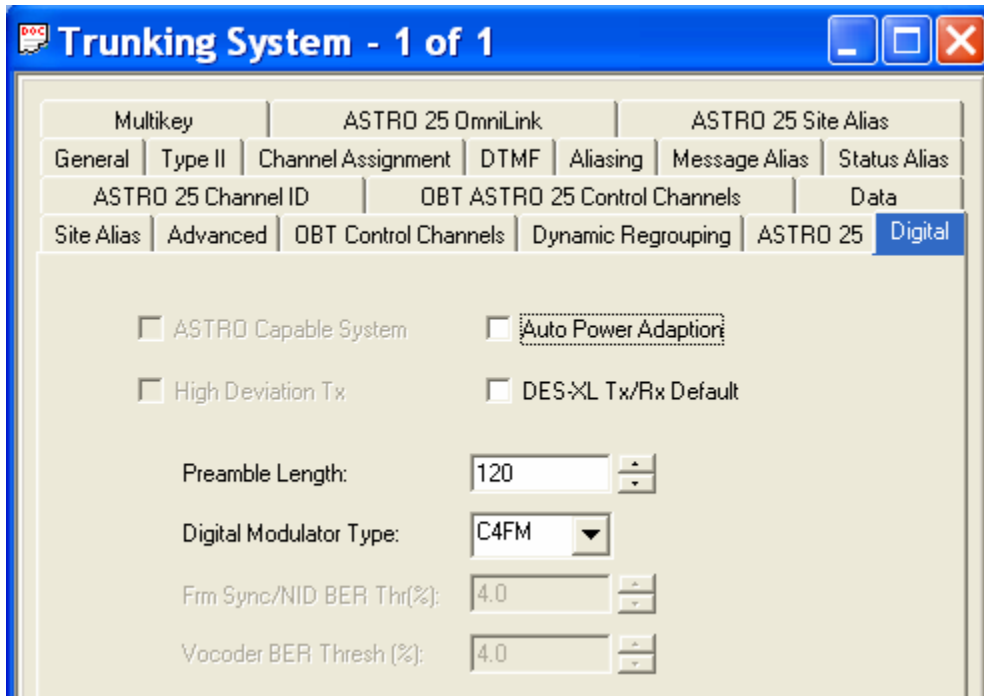 DOC
Trunking System - 1 of 1
Multikey ASTRO 25 OmniLink ASTRO 25 Site Alias
General Type II Channel Assignment DTMF Aliasing Message Alias Status Alias
ASTRO 25 Channel ID OBT ASTRO 25 Control Channels Data
Site Alias Advanced OBT Control Channels Dynamic Regrouping ASTRO 25 Digital
ASTRO Capable System Auto Power Adaption
High Deviation Tx DES-XL Tx/Rx Default
Preamble Length: 120
Digital Modulator Type: C4FM
Frm Sync/NID BER Thr(%): 4.0
Vocoder BER Thresh (%): 4.0